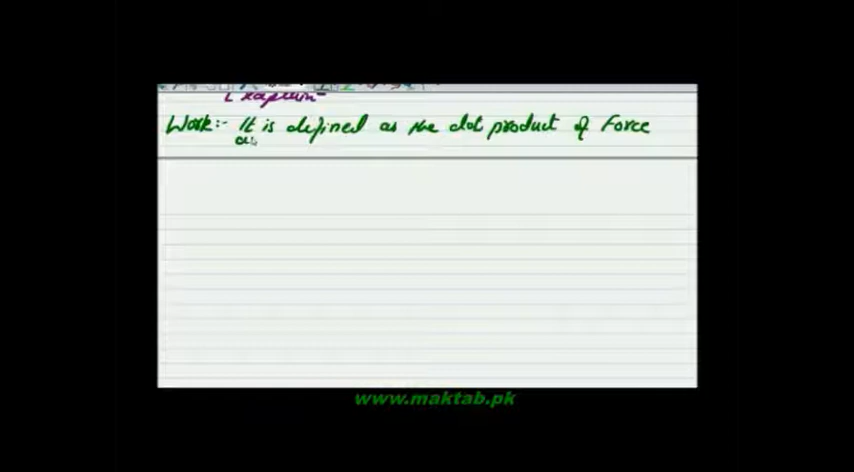 Work:- It is defined as the dot product of Force
www.maktab.pk